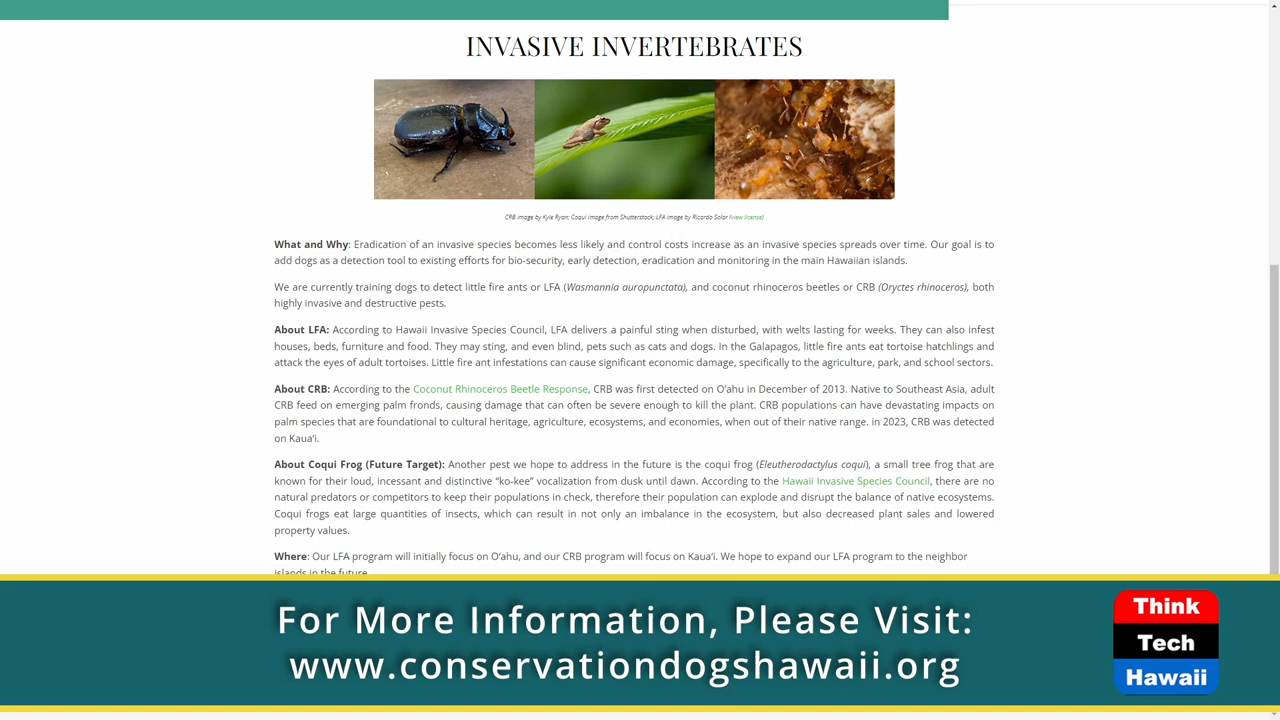 INVASIVE INVERTEBRATES
CRB image by Kyle Ryan; Coqui image from Shutterstock; LFA image by Ricardo Solar (view license)
What and Why: Eradication of an invasive species becomes less likely and control costs increase as an invasive species spreads over time. Our goal is to
add dogs as a detection tool to existing efforts for bio-security, early detection, eradication and monitoring in the main Hawaiian islands.
We are currently training dogs to detect little fire ants or LFA (Wasmannia auropunctata), and coconut rhinoceros beetles or CRB (Oryctes rhinoceros), both
highly invasive and destructive pests.
About LFA: According to Hawaii Invasive Species Council, LFA delivers a painful sting when disturbed, with welts lasting for weeks. They can also infest
houses, beds, furniture and food. They may sting, and even blind, pets such as cats and dogs. In the Galapagos, little fire ants eat tortoise hatchlings and
attack the eyes of adult tortoises. Little fire ant infestations can cause significant economic damage, specifically to the agriculture, park, and school sectors.
About CRB: According to the Coconut Rhinoceros Beetle Response, CRB was first detected on O‘ahu in December of 2013. Native to Southeast Asia, adult
CRB feed on emerging palm fronds, causing damage that can often be severe enough to kill the plant. CRB populations can have devastating impacts on
palm species that are foundational to cultural heritage, agriculture, ecosystems, and economies, when out of their native range. in 2023, CRB was detected
on Kaua‘i.
About Coqui Frog (Future Target): Another pest we hope to address in the future is the coqui frog (Eleutherodactylus coqui), a small tree frog that are
known for their loud, incessant and distinctive “ko-kee” vocalization from dusk until dawn. According to the Hawaii Invasive Species Council, there are no
natural predators or competitors to keep their populations in check, therefore their population can explode and disrupt the balance of native ecosystems.
Coqui frogs eat large quantities of insects, which can result in not only an imbalance in the ecosystem, but also decreased plant sales and lowered
property values.
Where: Our LFA program will initially focus on O‘ahu, and our CRB program will focus on Kaua‘i. We hope to expand our LFA program to the neighbor
islands in the future.
For More Information, Please Visit:
www.conservationdogshawaii.org
Think
Tech
Hawaii